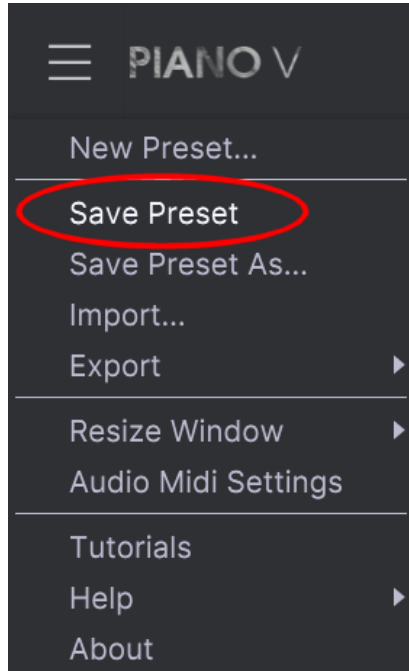 PIANO V
New Preset...
Save Preset
Save Preset As...
Import...
Export
Resize Window
Audio Midi Settings
Tutorials
Help
About